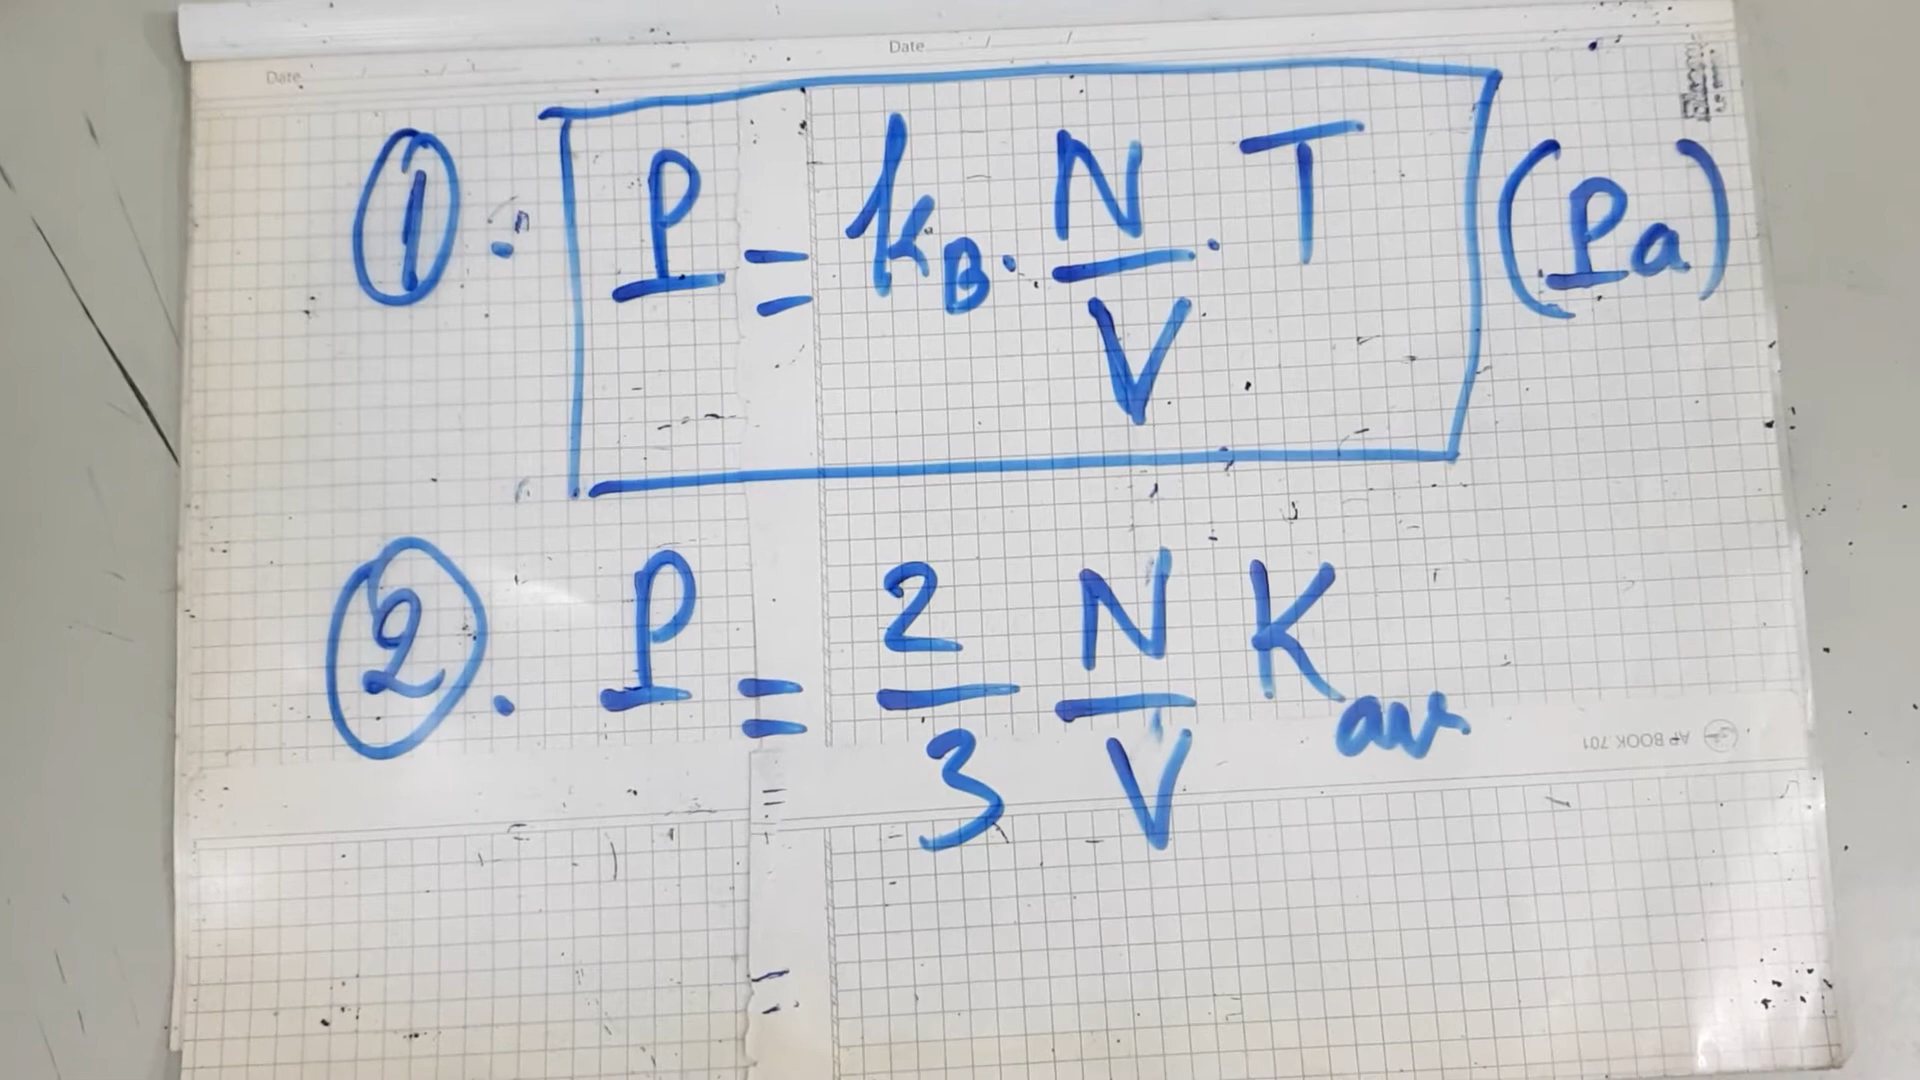 Date / /
Date / /
① . P = k_B . N/V . T (Pa)
② . P = 2/3 N/V K_av.
AP BOOK 701